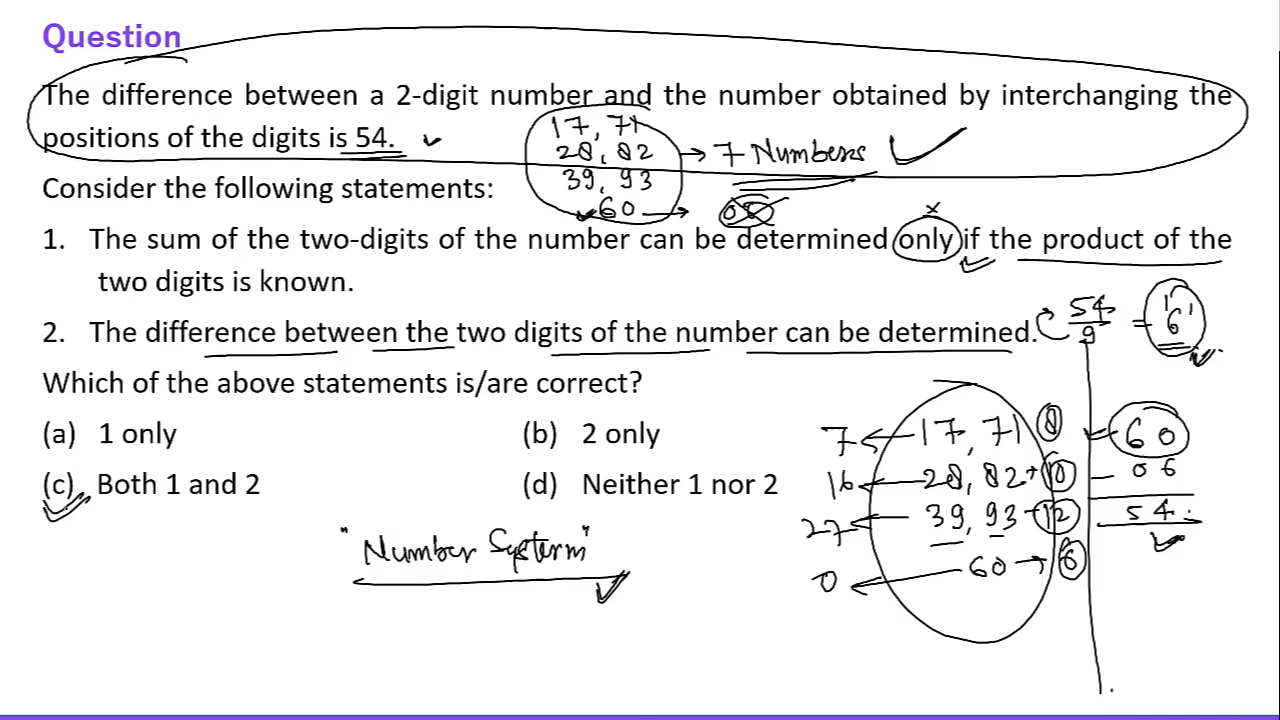 Question
The difference between a 2-digit number and the number obtained by interchanging the
positions of the digits is 54.
17, 71
28, 82 → 7 Numbers
39, 93
60 →
Consider the following statements:
1. The sum of the two-digits of the number can be determined only if the product of the
two digits is known.
2. The difference between the two digits of the number can be determined.
54
9
= 6
Which of the above statements is/are correct?
(a) 1 only
(b) 2 only
(c) Both 1 and 2
(d) Neither 1 nor 2
7 ← 17, 71 8
16 ← 28, 82 → 10
27 ← 39, 93 → 12
0 ← 60 → 6
60
- 06
54
"Number System"